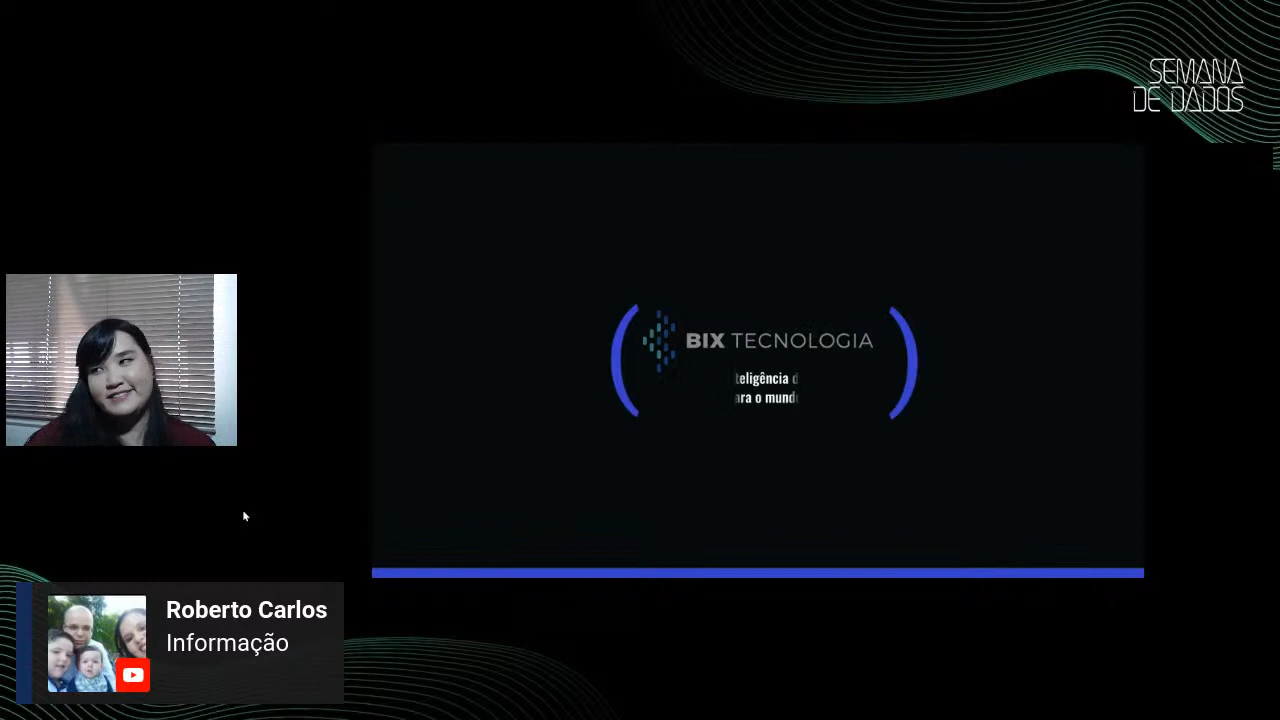 SEMANA
DE DADOS
BIX TECNOLOGIA
teligência d
ara o mund
Roberto Carlos
Informação